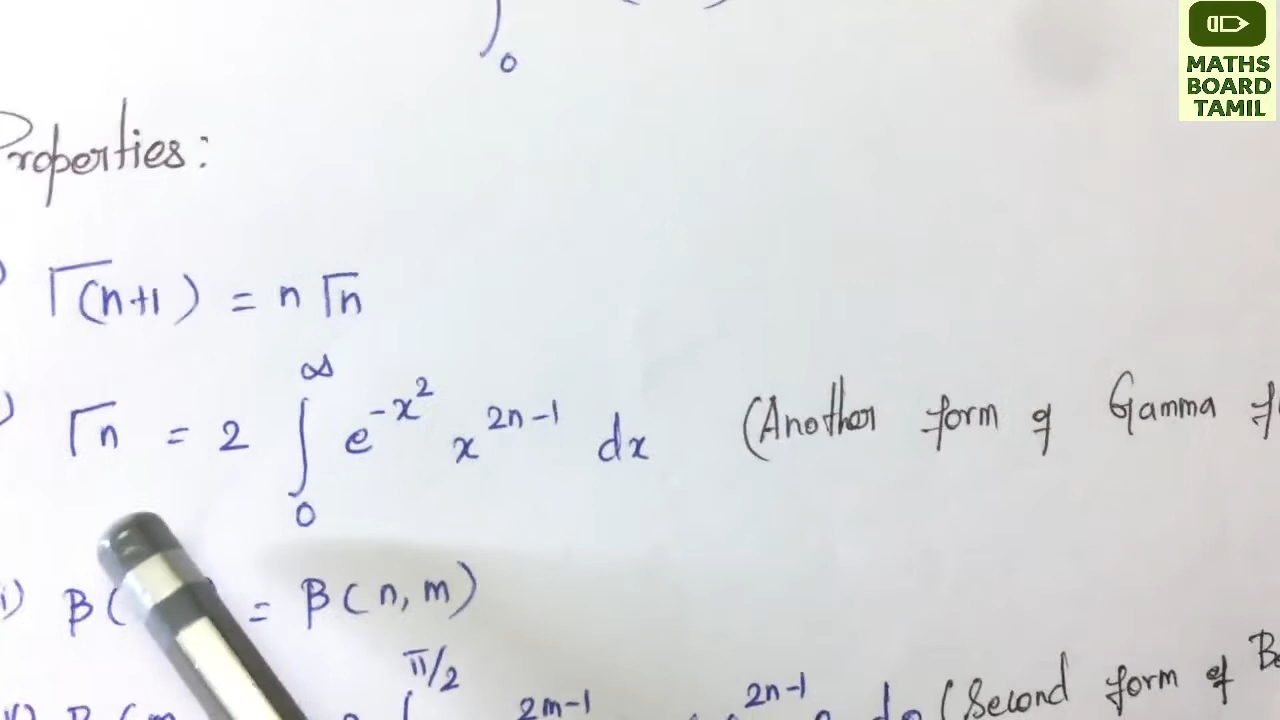 MATHS
BOARD
TAMIL
∫₀
Properties:
) Γ(n+1) = n Γn
) Γn = 2 ∫₀^∞ e^{-x²} x^{2n-1} dx (Another form of Gamma
i) β( = β(n,m)
π/2 2m-1 2n-1 (Second form of